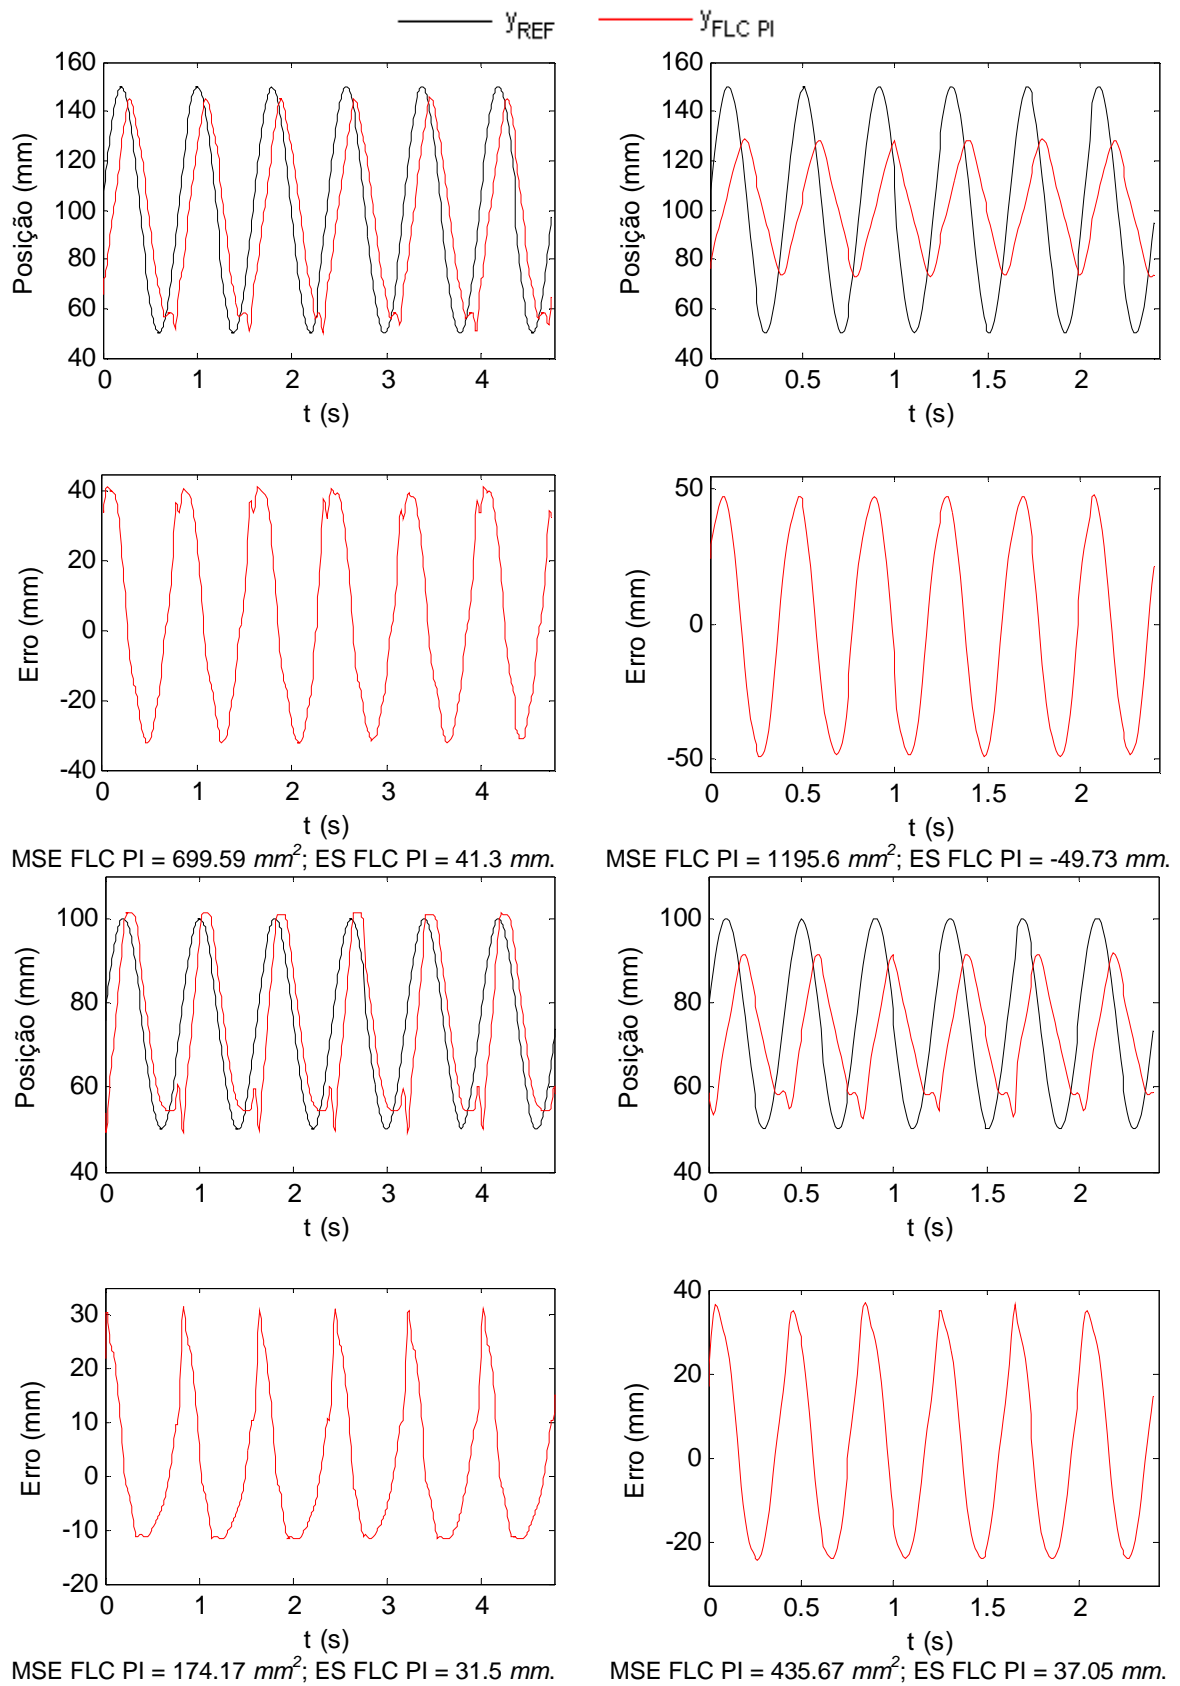 y_REF y_FLC PI
160
140
120
100
80
60
40
Posição (mm)
0 1 2 3 4
t (s)
160
140
120
100
80
60
40
Posição (mm)
0 0.5 1 1.5 2
t (s)
40
20
0
-20
-40
Erro (mm)
0 1 2 3 4
t (s)
50
0
-50
Erro (mm)
0 0.5 1 1.5 2
t (s)
MSE FLC PI = 699.59 mm²; ES FLC PI = 41.3 mm.
MSE FLC PI = 1195.6 mm²; ES FLC PI = -49.73 mm.
100
80
60
40
Posição (mm)
0 1 2 3 4
t (s)
100
80
60
40
Posição (mm)
0 0.5 1 1.5 2
t (s)
30
20
10
0
-10
-20
Erro (mm)
0 1 2 3 4
t (s)
40
20
0
-20
Erro (mm)
0 0.5 1 1.5 2
t (s)
MSE FLC PI = 174.17 mm²; ES FLC PI = 31.5 mm.
MSE FLC PI = 435.67 mm²; ES FLC PI = 37.05 mm.